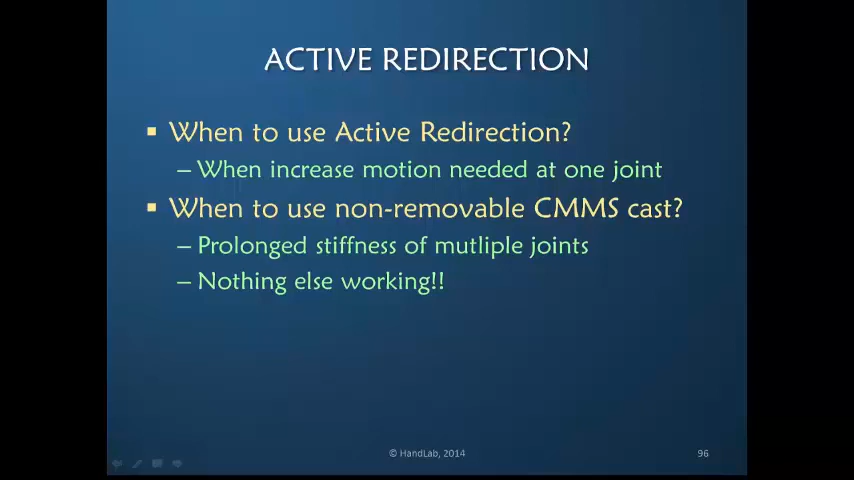 ACTIVE REDIRECTION
▪ When to use Active Redirection?
– When increase motion needed at one joint
▪ When to use non-removable CMMS cast?
– Prolonged stiffness of mutliple joints
– Nothing else working!!
© HandLab, 2014
96